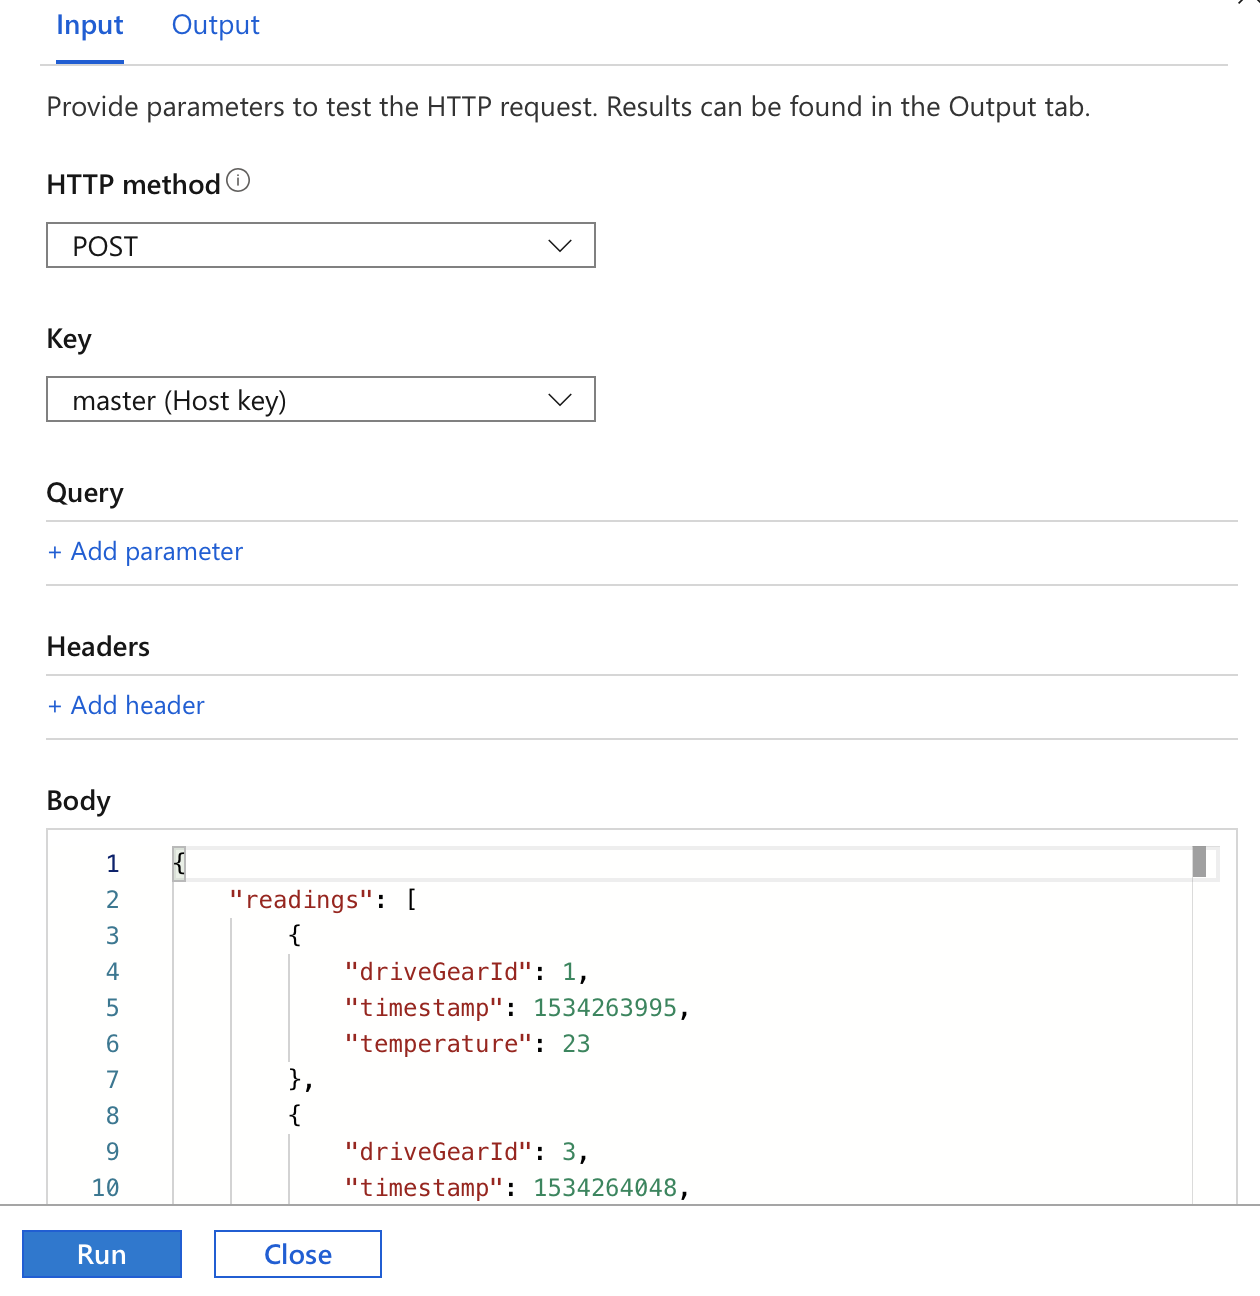 Input Output
Provide parameters to test the HTTP request. Results can be found in the Output tab.
HTTP method
POST
Key
master (Host key)
Query
+ Add parameter
Headers
+ Add header
Body
1 {
2 "readings": [
3 {
4 "driveGearId": 1,
5 "timestamp": 1534263995,
6 "temperature": 23
7 },
8 {
9 "driveGearId": 3,
10 "timestamp": 1534264048,
Run Close